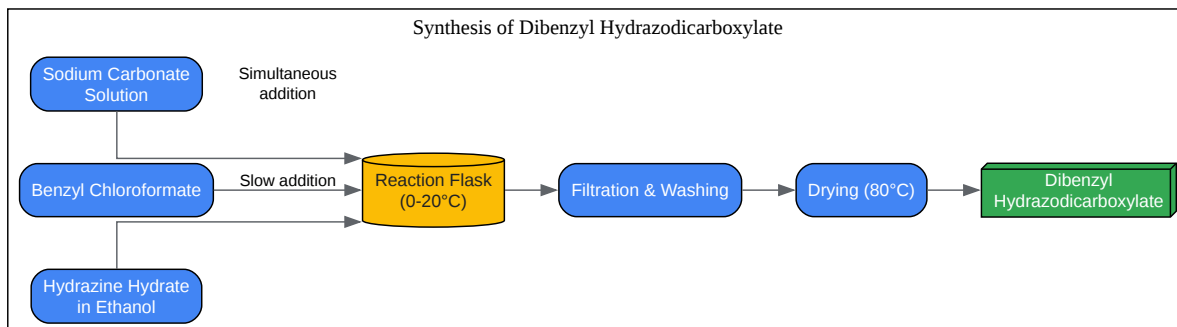 Synthesis of Dibenzyl Hydrazodicarboxylate
Sodium Carbonate
Solution
Simultaneous
addition
Benzyl Chloroformate
Slow addition
Reaction Flask
(0-20°C)
Filtration & Washing
Drying (80°C)
Dibenzyl
Hydrazodicarboxylate
Hydrazine Hydrate
in Ethanol